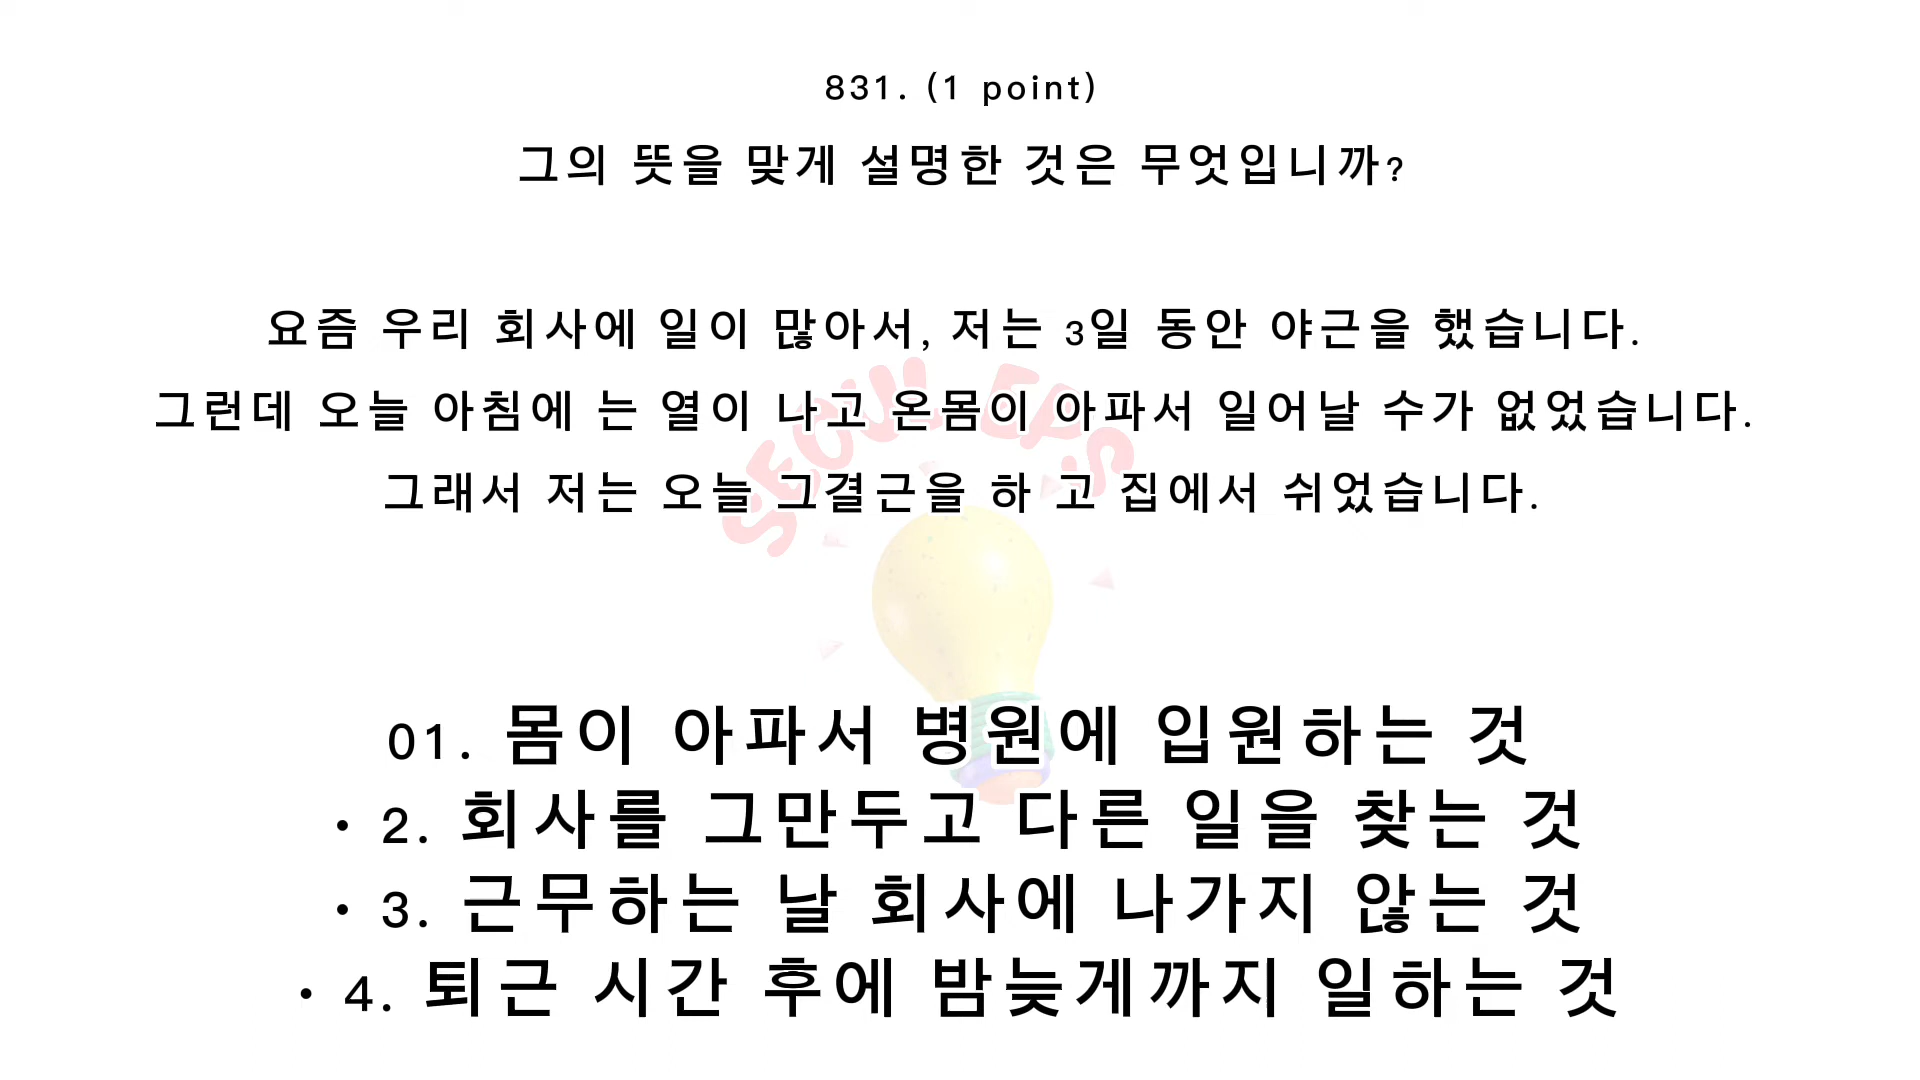 831. (1 point)
그의 뜻을 맞게 설명한 것은 무엇입니까?
요즘 우리 회사에 일이 많아서, 저는 3일 동안 야근을 했습니다.
그런데 오늘 아침에 는 열이 나고 온몸이 아파서 일어날 수가 없었습니다.
그래서 저는 오늘 그결근을 하 고 집에서 쉬었습니다.
SEOUL EPS
01. 몸이 아파서 병원에 입원하는 것
• 2. 회사를 그만두고 다른 일을 찾는 것
• 3. 근무하는 날 회사에 나가지 않는 것
• 4. 퇴근 시간 후에 밤늦게까지 일하는 것